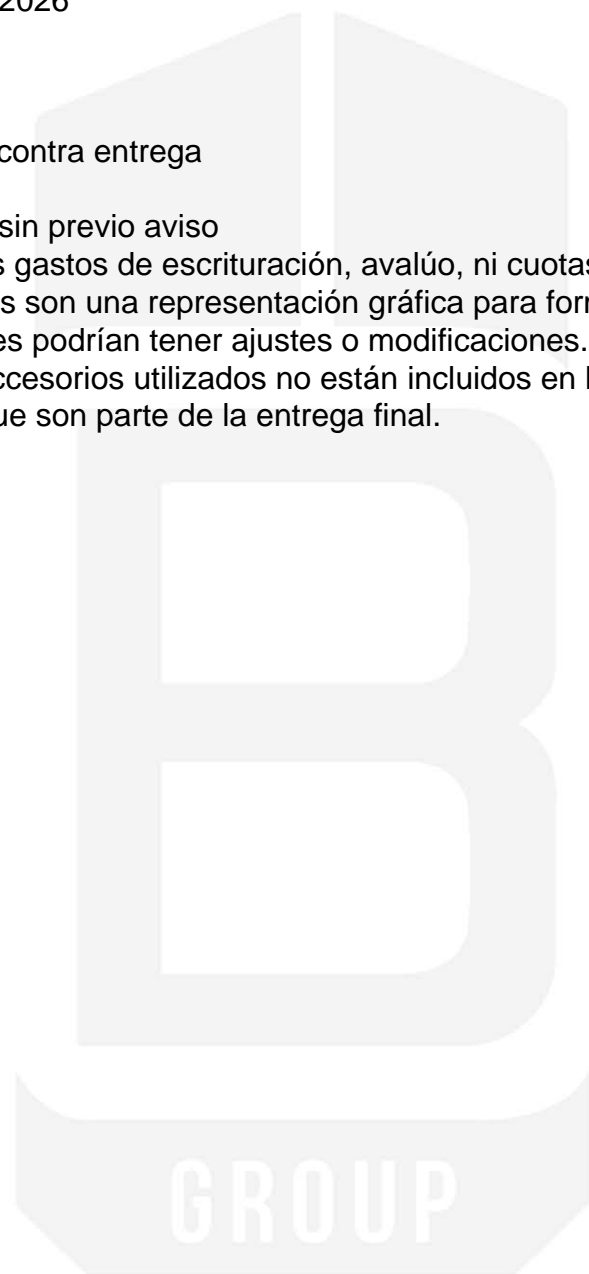 2026
contra entrega
sin previo aviso
s gastos de escrituración, avalúo, ni cuotas
s son una representación gráfica para for
es podrían tener ajustes o modificaciones.
ccesorios utilizados no están incluidos en
ue son parte de la entrega final.
B
GROUP